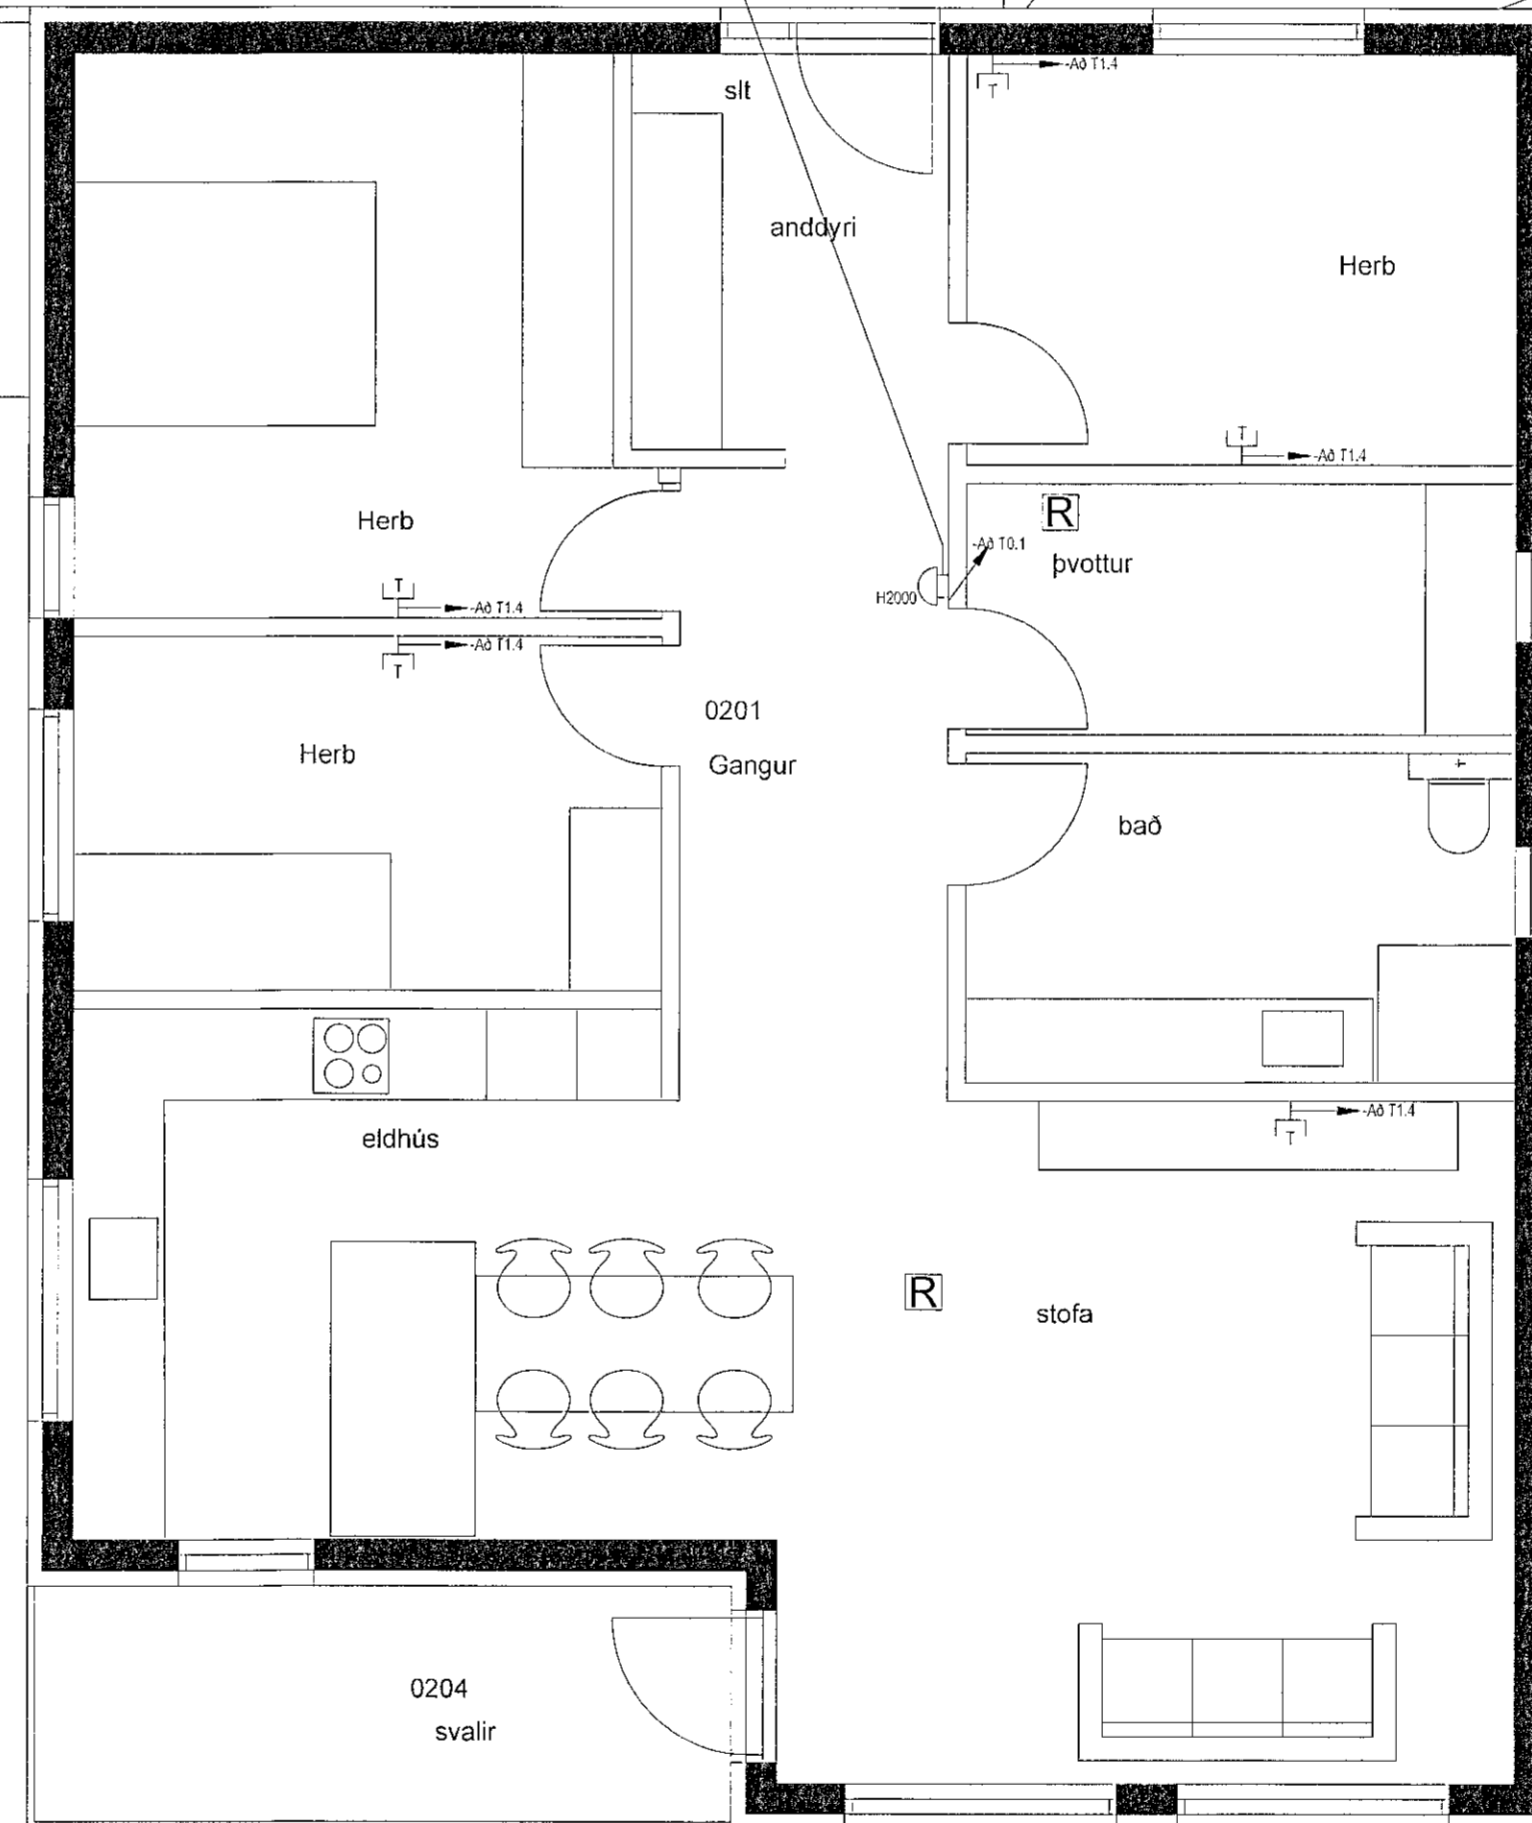 slt
-Að T1.4
T
anddyri
Herb
T
-Að T1.4
Herb
R
-Að T0.1
þvottur
H2000
T
-Að T1.4
-Að T1.4
T
0201
Herb
Gangur
bað
-Að T1.4
T
eldhús
R
stofa
0204
svalir